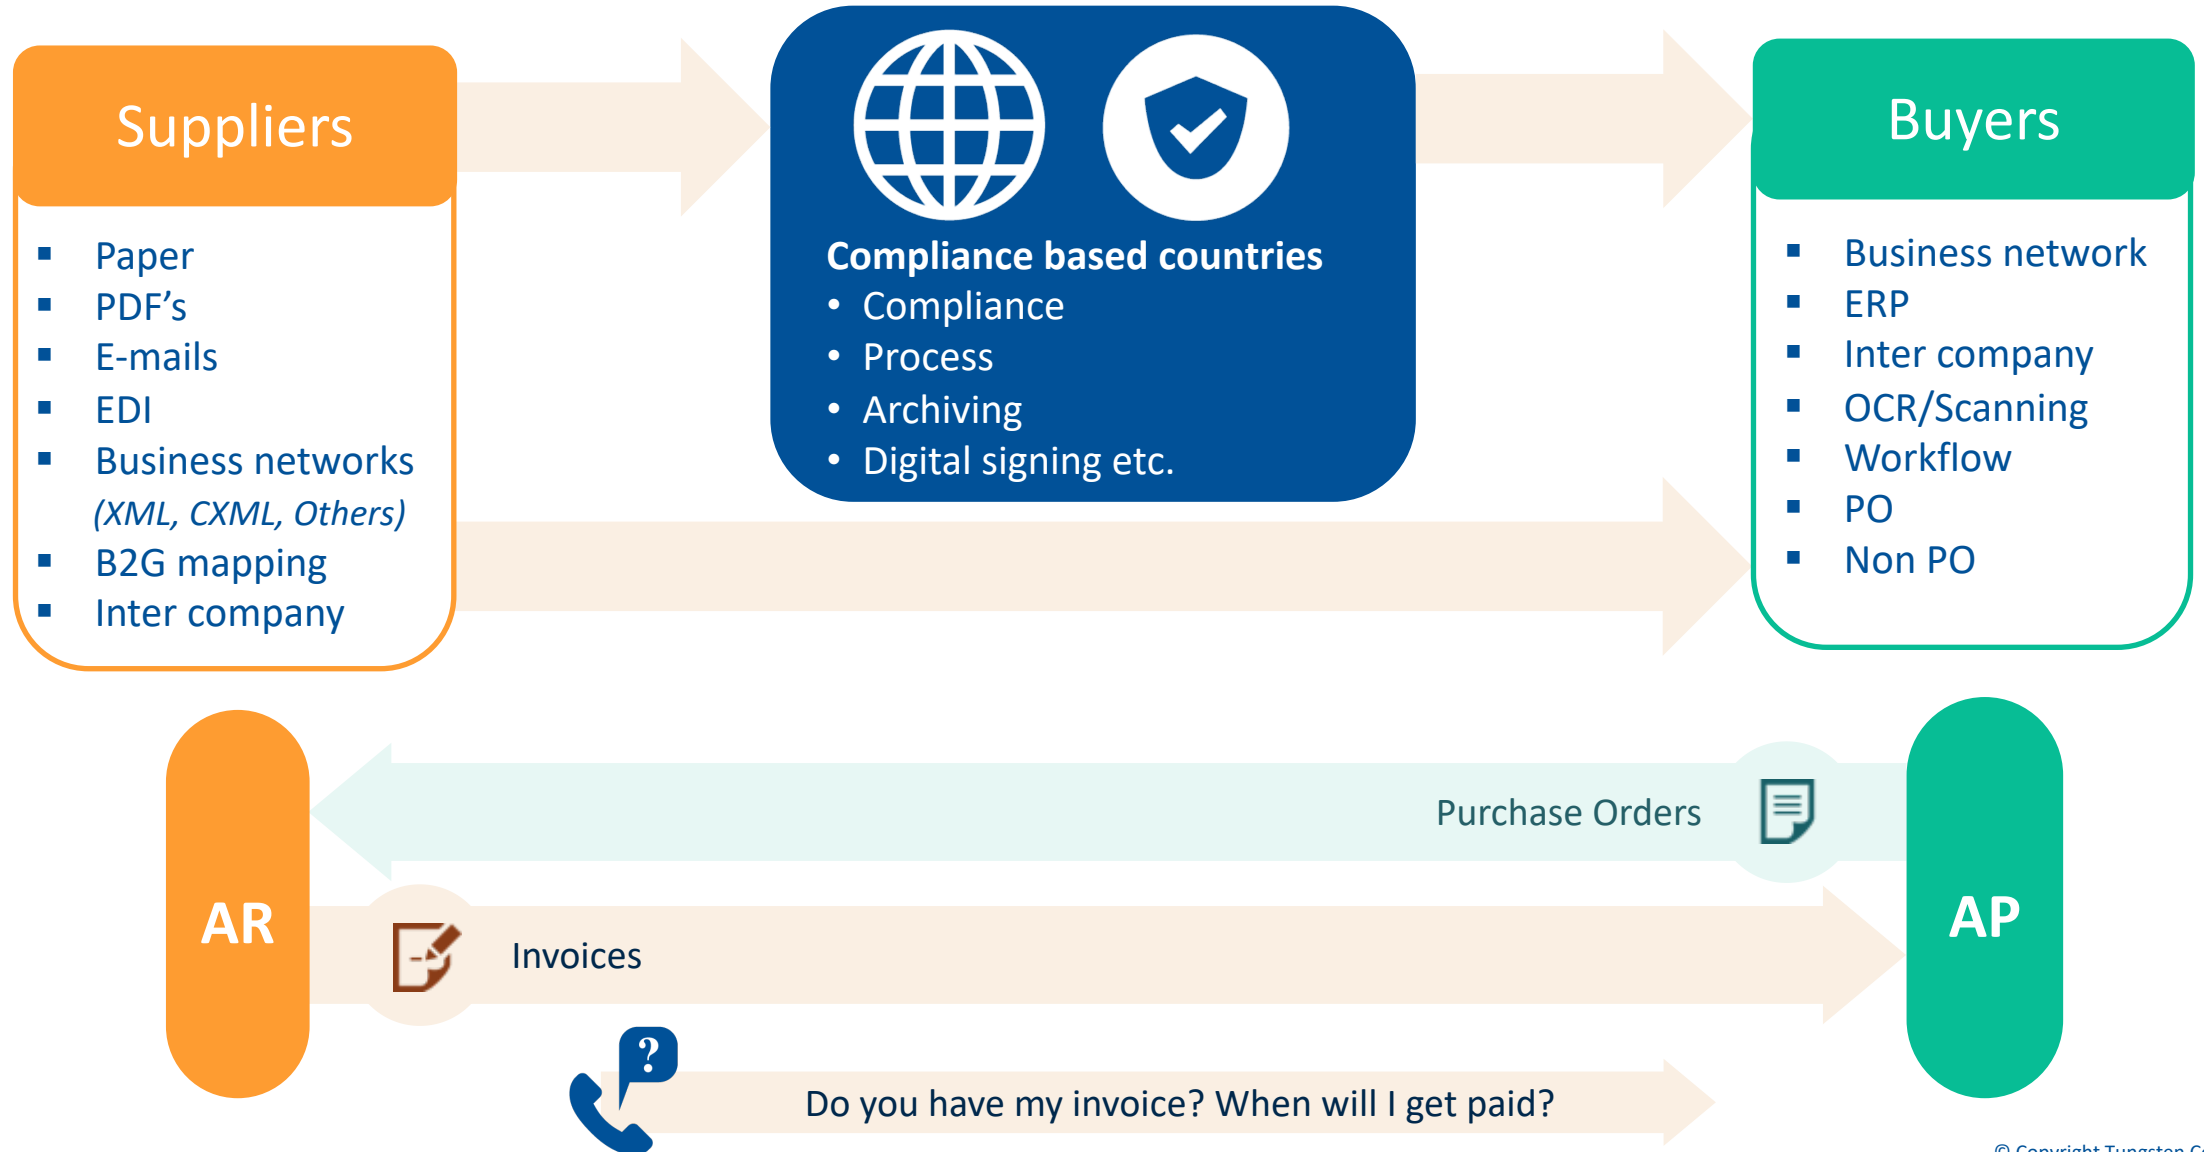 Suppliers
Paper
PDF’s
E-mails
EDI
Business networks
(XML, CXML, Others)
B2G mapping
Inter company
Compliance based countries
• Compliance
• Process
• Archiving
• Digital signing etc.
Buyers
Business network
ERP
Inter company
OCR/Scanning
Workflow
PO
Non PO
Purchase Orders
AR
AP
Invoices
?
Do you have my invoice? When will I get paid?
© Copyright Tungsten